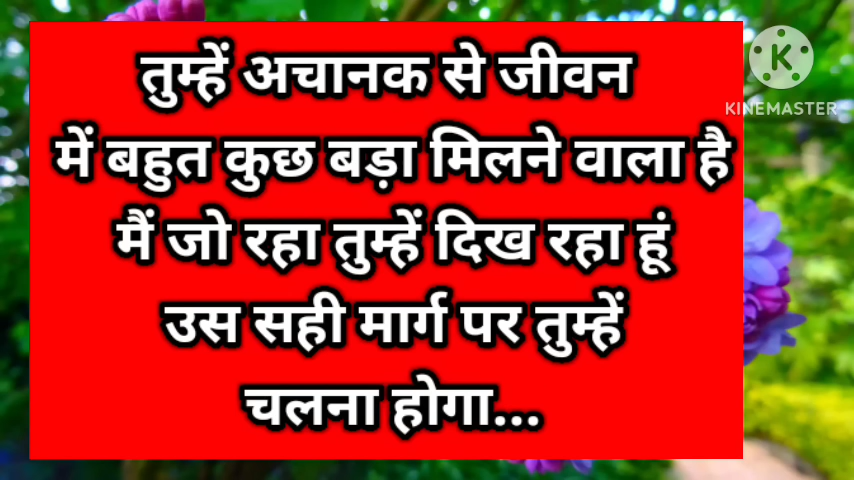 तुम्हें अचानक से जीवन
में बहुत कुछ बड़ा मिलने वाला है
मैं जो रहा तुम्हें दिख रहा हूं
उस सही मार्ग पर तुम्हें
चलना होगा...
K
KINEMASTER